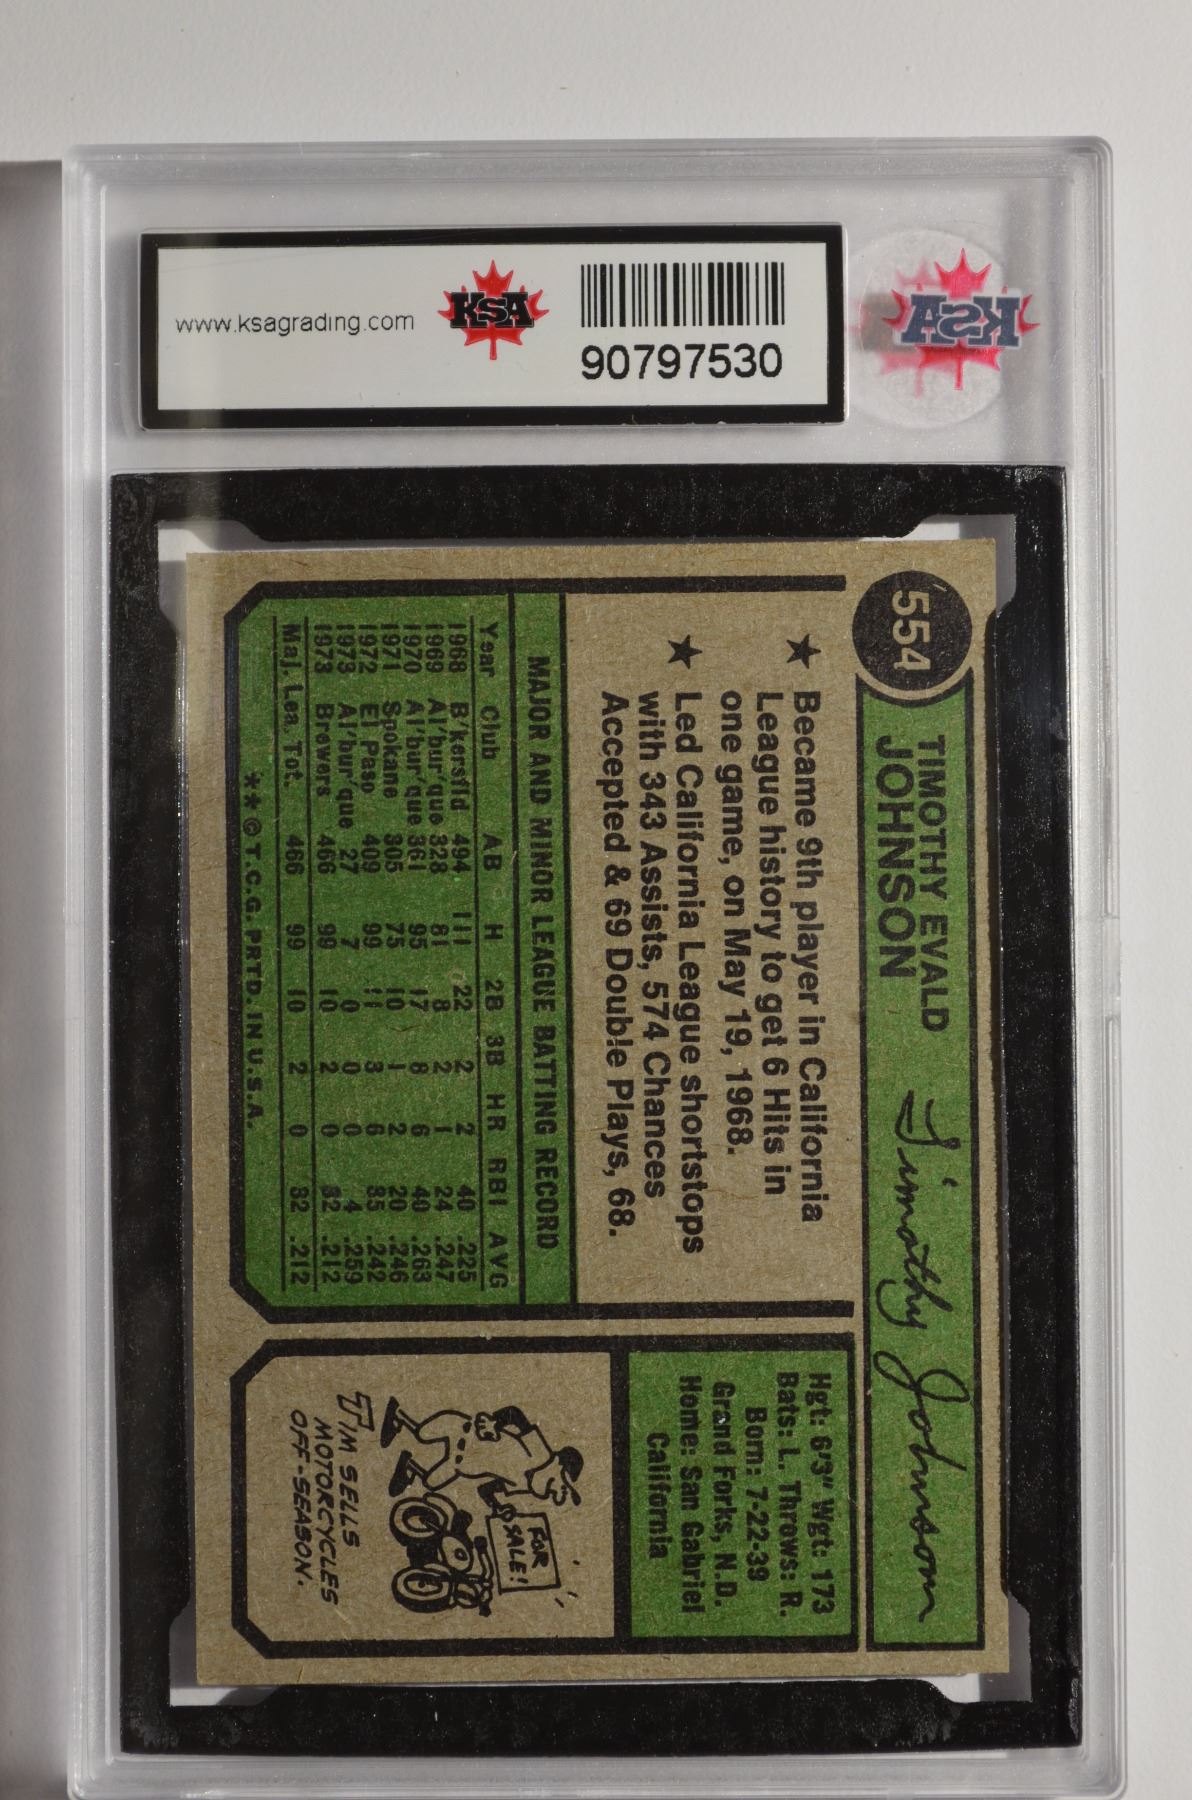 www.ksagrading.com
KSA
90797530
KSA
554
TIMOTHY EVALD
JOHNSON
Timothy Johnson
★ Became 9th player in California
League history to get 6 Hits in
one game, on May 19, 1968.
★ Led California League shortstops
with 343 Assists, 574 Chances
Accepted & 69 Double Plays, 68.
MAJOR AND MINOR LEAGUE BATTING RECORD
Year Club AB H 2B 3B HR RBI AVG
1968 B'kersfld 494 111 22 2 2 40 .225
1969 Al'bur'que 328 81 8 2 1 24 .247
1970 Al'bur'que 361 95 17 8 6 40 .263
1971 Spokane 305 75 10 1 2 20 .246
1972 El Paso 409 99 11 3 6 35 .242
1973 Al'bur'que 27 7 0 0 0 4 .259
1973 Brewers 466 99 10 2 0 32 .212
Maj. Lea. Tot. 466 99 10 2 0 32 .212
**© T.C.G. PRTD. IN U.S.A.
Hgt: 6'3" Wgt: 173
Bats: L. Throws: R.
Born: 7-22-39
Grand Forks, N.D.
Home: San Gabriel
California
FOR
SALE!
TIM SELLS
MOTORCYCLES
OFF-SEASON.